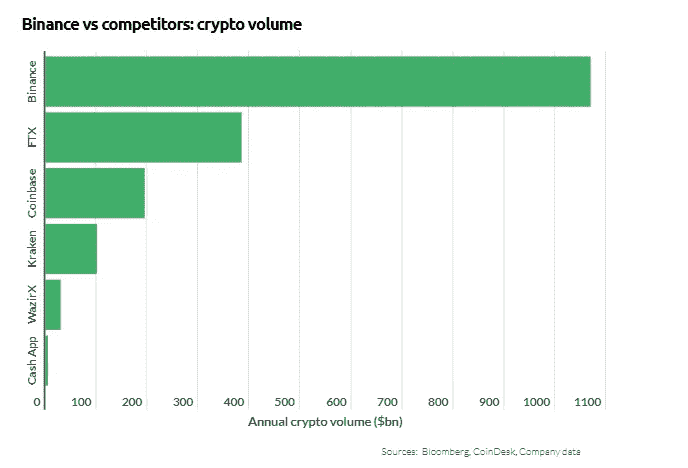 Binance vs competitors: crypto volume
Binance
FTX
Coinbase
Kraken
WazirX
Cash App
0 100 200 300 400 500 600 700 800 900 1000 1100
Annual crypto volume ($bn)
Sources: Bloomberg, CoinDesk, Company data